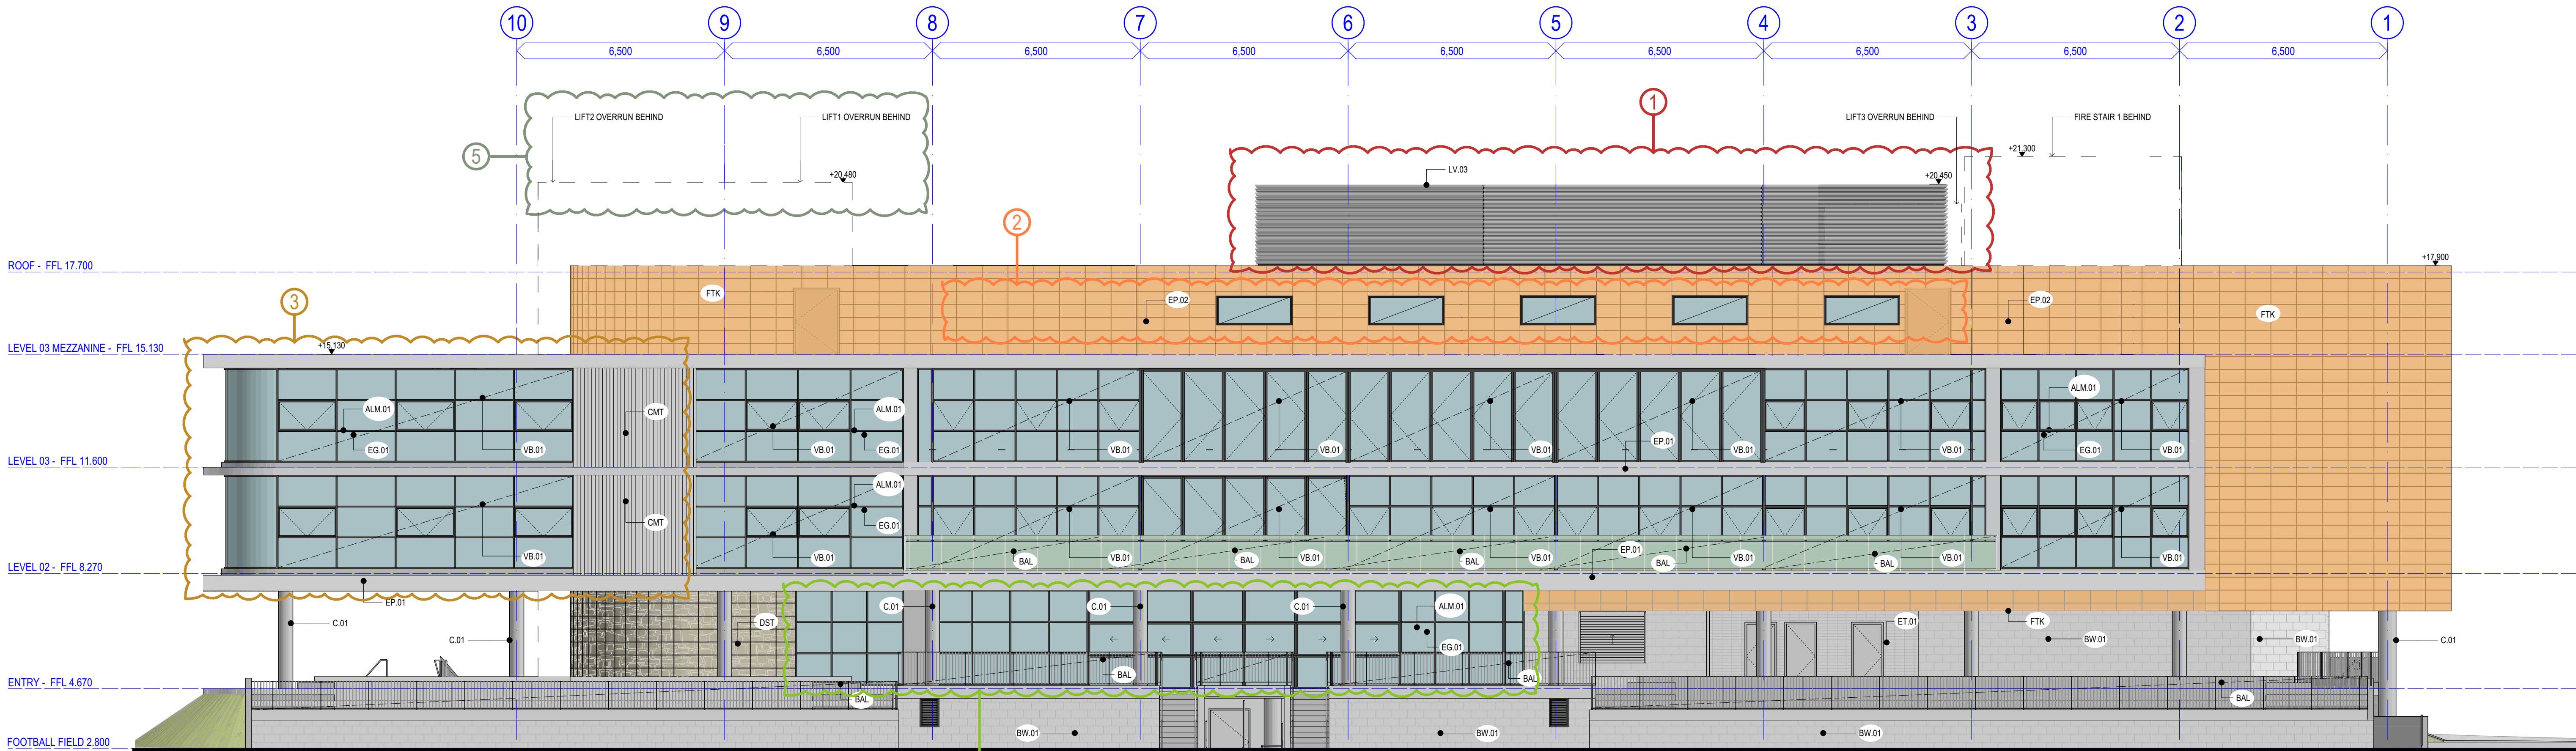 10 9 8 7 6 5 4 3 2 1
6,500 6,500 6,500 6,500 6,500 6,500 6,500 6,500 6,500
1
LIFT2 OVERRUN BEHIND LIFT1 OVERRUN BEHIND LIFT3 OVERRUN BEHIND FIRE STAIR 1 BEHIND
5
+21,300
LV.03
+20,480 +20,450
2
+17,900
ROOF - FFL 17.700
FTK EP.02 EP.02
3
FTK
+15,130
LEVEL 03 MEZZANINE - FFL 15.130
ALM.01
ALM.01 CMT ALM.01
EP.01
EG.01 VB.01 VB.01 EG.01 VB.01 VB.01 VB.01 VB.01 VB.01 EG.01 VB.01
LEVEL 03 - FFL 11.600
ALM.01
CMT EG.01
EP.01
VB.01 VB.01 VB.01 VB.01 VB.01 VB.01 VB.01 VB.01
BAL BAL BAL BAL BAL
LEVEL 02 - FFL 8.270
EP.01 C.01 C.01 C.01 ALM.01
C.01 DST FTK
C.01 ET.01 BW.01 BW.01 C.01
EG.01
BAL BAL
ENTRY - FFL 4.670
BAL BAL
BW.01 BW.01 BW.01
FOOTBALL FIELD 2.800